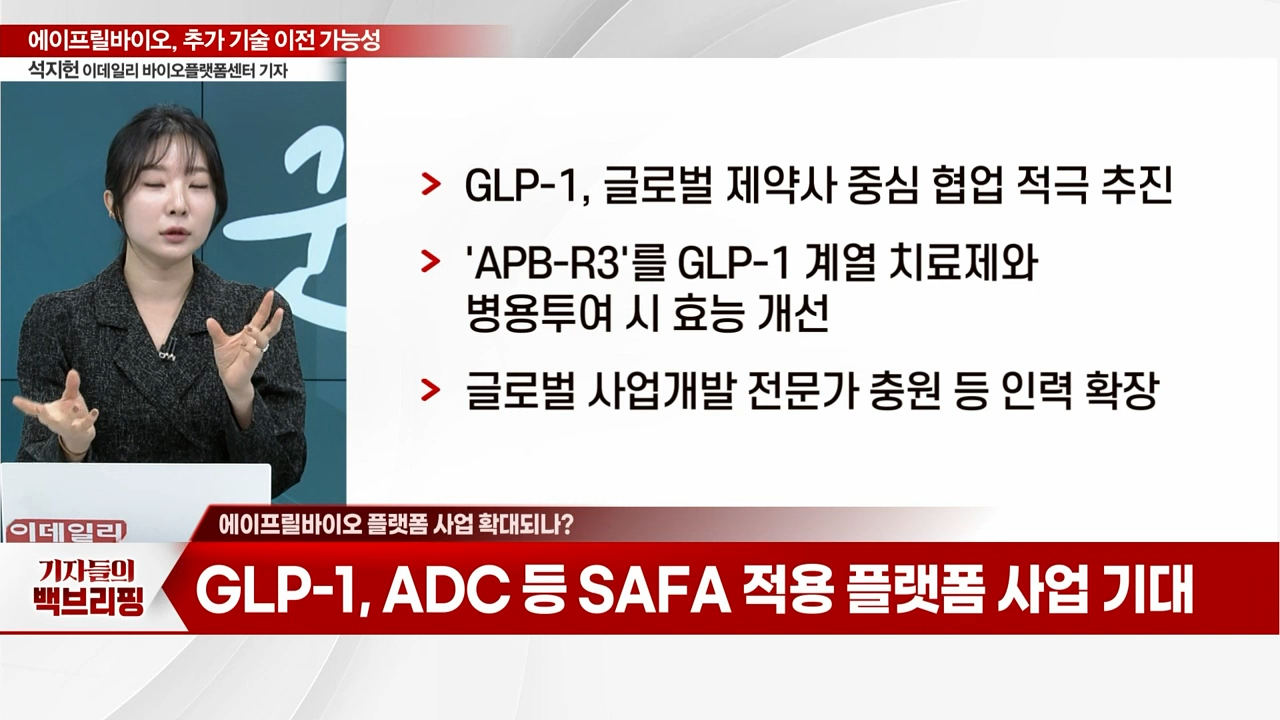 에이프릴바이오, 추가 기술 이전 가능성
석지헌 이데일리 바이오플랫폼센터 기자
> GLP-1, 글로벌 제약사 중심 협업 적극 추진
> 'APB-R3'를 GLP-1 계열 치료제와
병용투여 시 효능 개선
> 글로벌 사업개발 전문가 충원 등 인력 확장
이데일리
에이프릴바이오 플랫폼 사업 확대되나?
기자들의
백브리핑
GLP-1, ADC 등 SAFA 적용 플랫폼 사업 기대